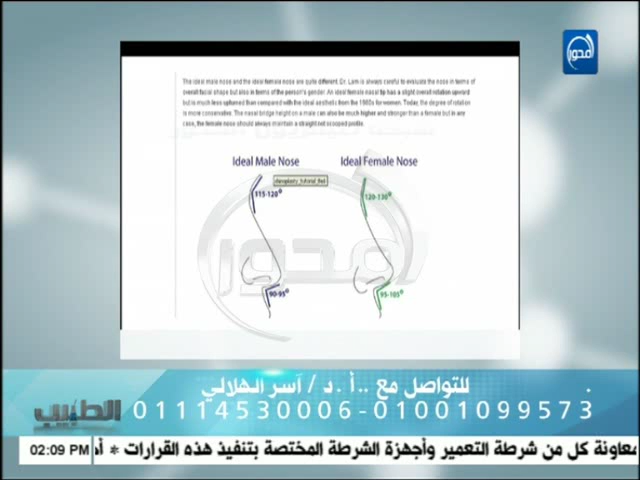 محور
The ideal male nose and the ideal female nose are quite different. Dr. Lam is always careful to evaluate the nose in terms of
overall facial shape but also in terms of the person's gender. An ideal female nasal tip has a slight overall rotation upward
but is much less upturned than compared with the ideal aesthetic from the 1980s for women. Today, the degree of rotation
is more conservative. The nasal bridge height on a male can also be much higher and stronger than a female but in any
case, the female nose should always maintain a straight not scooped profile.
Ideal Male Nose
Ideal Female Nose
115-120°
120-130°
محور
90-95°
95-105°
للتواصل مع .. أ . د / آسر الهلالي
الطبيب
01114530006-01001099573
02:09 PM
معاونة كل من شرطة التعمير وأجهزة الشرطة المختصة بتنفيذ هذه القرارات *